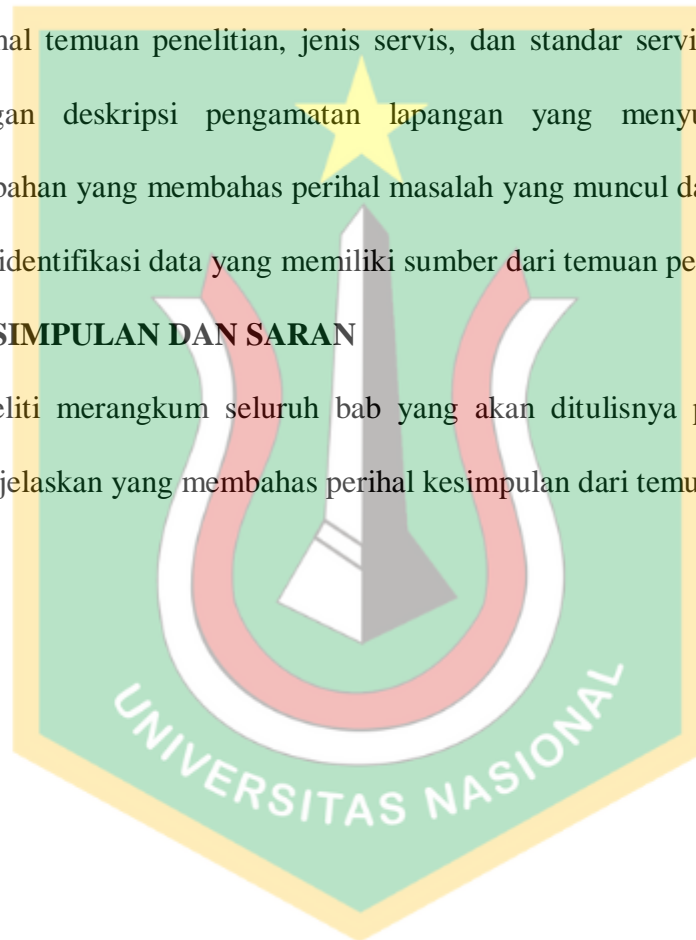 nal temuan penelitian, jenis servis, dan standar servi
gan deskripsi pengamatan lapangan yang menyu
bahan yang membahas perihal masalah yang muncul da
identifikasi data yang memiliki sumber dari temuan pe
SIMPULAN DAN SARAN
eliti merangkum seluruh bab yang akan ditulisnya p
jelaskan yang membahas perihal kesimpulan dari temu
UNIVERSITAS NASIONAL